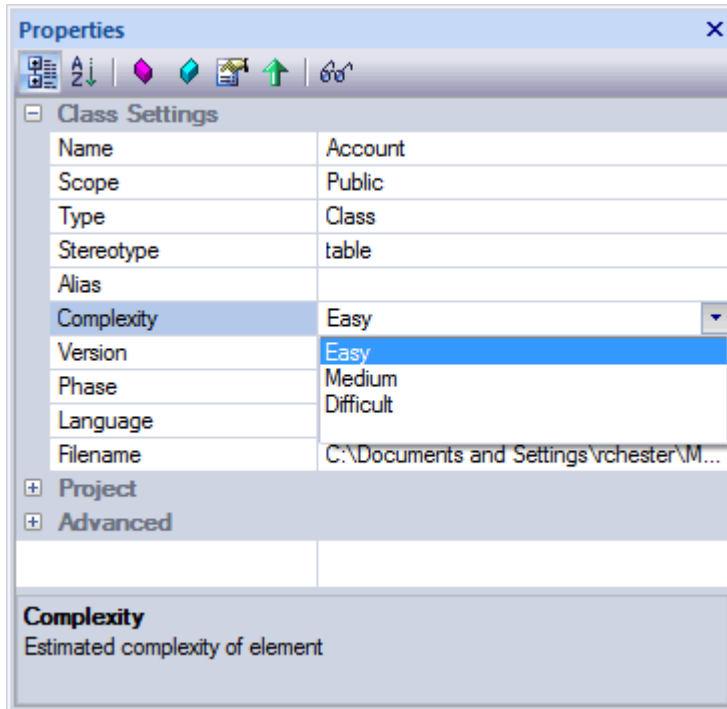 Properties
Class Settings
Name Account
Scope Public
Type Class
Stereotype table
Alias
Complexity Easy
Version Easy
Phase Medium
Difficult
Language
Filename C:\Documents and Settings\rchester\M...
Project
Advanced
Complexity
Estimated complexity of element